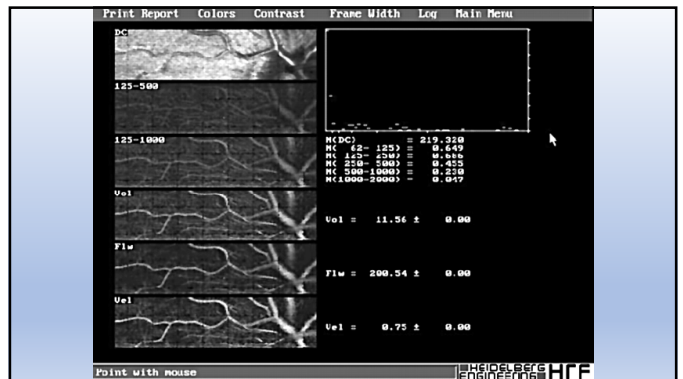 Print Report Colors Contrast Frame Width Log Main Menu
DC
125-500
125-1000
Vol
Flw
Vel
M(DC) = 219.320
M( 62- 125) = 0.649
M( 125- 250) = 0.666
M( 250- 500) = 0.455
M( 500-1000) = 0.230
M(1000-2000) = 0.047
Vol = 11.56 ± 0.00
Flw = 200.54 ± 0.00
Vel = 0.75 ± 0.00
Point with mouse
HEIDELBERG
ENGINEERING HRF